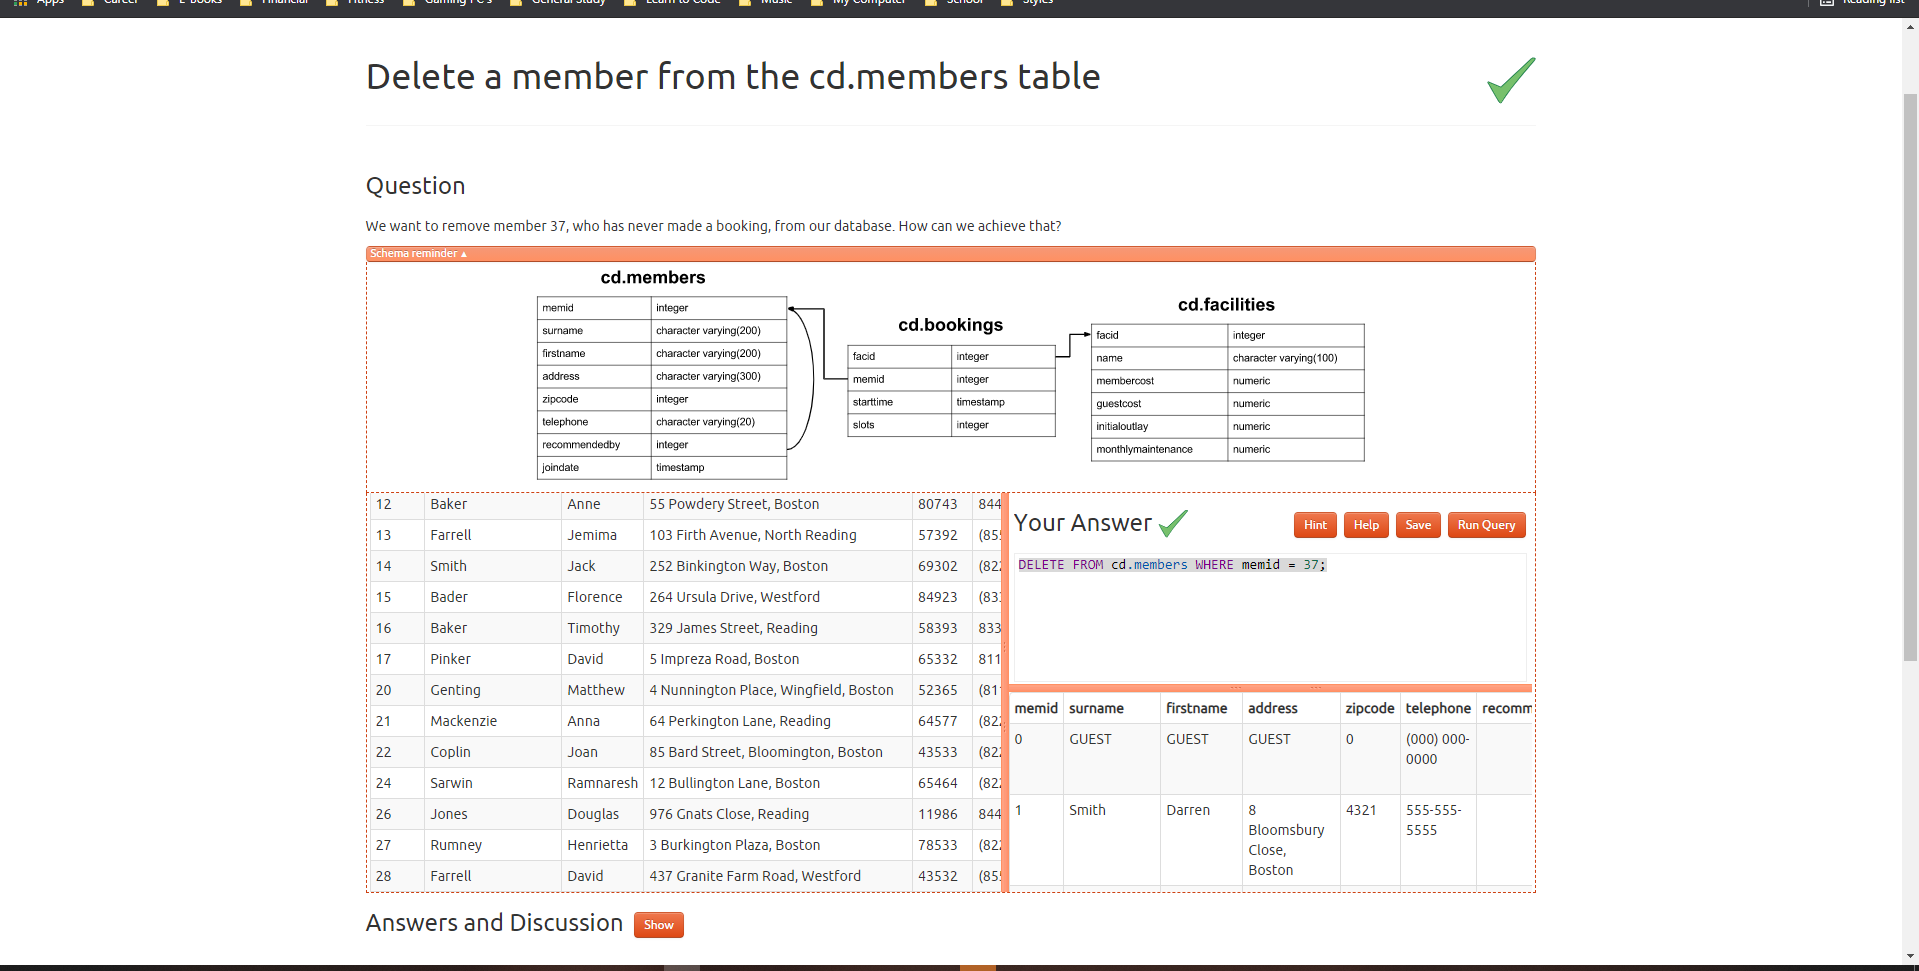 Apps Career E-Books Financial Fitness Gaming PC's General Study Learn to Code Music My Computer School Styles Reading list
Delete a member from the cd.members table
Question
We want to remove member 37, who has never made a booking, from our database. How can we achieve that?
Schema reminder ▴
cd.members
memid integer
surname character varying(200)
firstname character varying(200)
address character varying(300)
zipcode integer
telephone character varying(20)
recommendedby integer
joindate timestamp
cd.bookings
facid integer
memid integer
starttime timestamp
slots integer
cd.facilities
facid integer
name character varying(100)
membercost numeric
guestcost numeric
initialoutlay numeric
monthlymaintenance numeric
12 Baker Anne 55 Powdery Street, Boston 80743 844
13 Farrell Jemima 103 Firth Avenue, North Reading 57392 (855
14 Smith Jack 252 Binkington Way, Boston 69302 (822
15 Bader Florence 264 Ursula Drive, Westford 84923 (833
16 Baker Timothy 329 James Street, Reading 58393 833
17 Pinker David 5 Impreza Road, Boston 65332 811
20 Genting Matthew 4 Nunnington Place, Wingfield, Boston 52365 (811
21 Mackenzie Anna 64 Perkington Lane, Reading 64577 (822
22 Coplin Joan 85 Bard Street, Bloomington, Boston 43533 (822
24 Sarwin Ramnaresh 12 Bullington Lane, Boston 65464 (822
26 Jones Douglas 976 Gnats Close, Reading 11986 844
27 Rumney Henrietta 3 Burkington Plaza, Boston 78533 (822
28 Farrell David 437 Granite Farm Road, Westford 43532 (855
Your Answer
Hint Help Save Run Query
DELETE FROM cd.members WHERE memid = 37;
memid surname firstname address zipcode telephone recomm
0 GUEST GUEST GUEST 0 (000) 000-
0000
1 Smith Darren 8 4321 555-555-
Bloomsbury 5555
Close,
Boston
Answers and Discussion Show